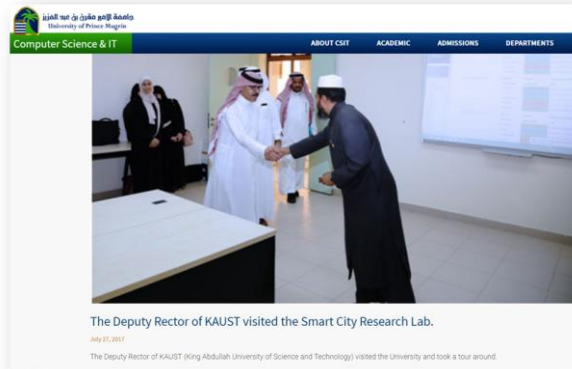 جامعة الأمير مقرن بن عبد العزيز
University of Prince Mugrin
Computer Science & IT
ABOUT CSIT
ACADEMIC
ADMISSIONS
DEPARTMENTS
The Deputy Rector of KAUST visited the Smart City Research Lab.
July 27, 2017
The Deputy Rector of KAUST (King Abdullah University of Science and Technology) visited the University and took a tour around.